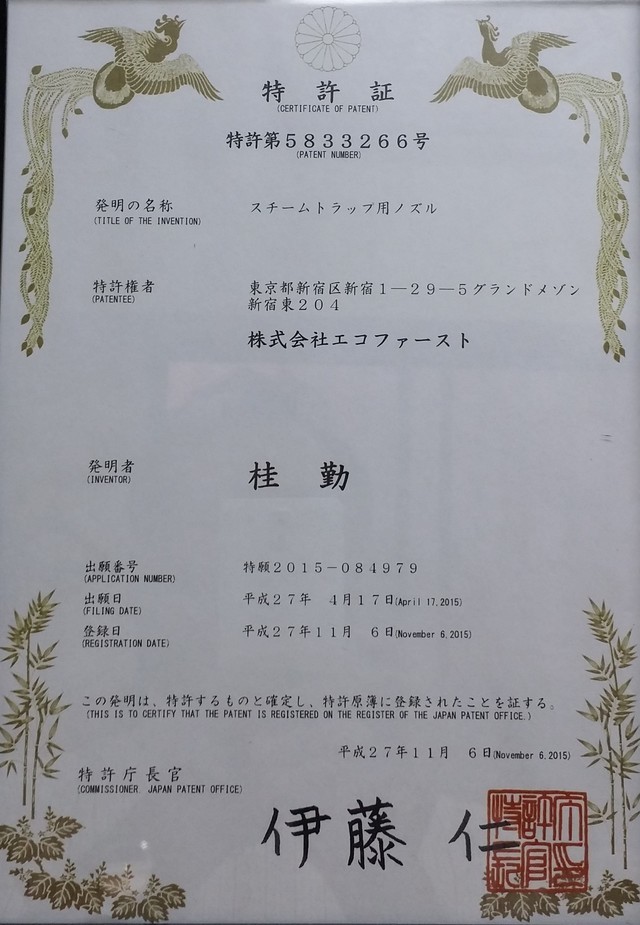 特許証
(CERTIFICATE OF PATENT)
特許第５８３３２６６号
(PATENT NUMBER)
発明の名称
(TITLE OF THE INVENTION)
スチームトラップ用ノズル
特許権者
(PATENTEE)
東京都新宿区新宿１―２９―５グランドメゾン
新宿東２０４
株式会社エコファースト
発明者
(INVENTOR)
桂　勤
出願番号
(APPLICATION NUMBER)
特願２０１５－０８４９７９
出願日
(FILING DATE)
平成２７年　４月１７日(April 17,2015)
登録日
(REGISTRATION DATE)
平成２７年１１月　６日(November 6,2015)
この発明は、特許するものと確定し、特許原簿に登録されたことを証する。
(THIS IS TO CERTIFY THAT THE PATENT IS REGISTERED ON THE REGISTER OF THE JAPAN PATENT OFFICE.)
平成２７年１１月　６日(November 6,2015)
特許庁長官
(COMMISSIONER, JAPAN PATENT OFFICE)
伊藤　仁